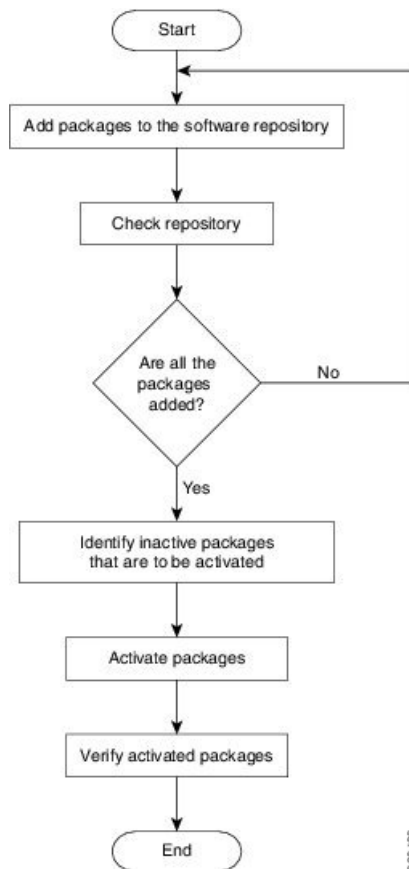 Start
Add packages to the software repository
Check repository
Are all the
packages
added?
No
Yes
Identify inactive packages
that are to be activated
Activate packages
Verify activated packages
End